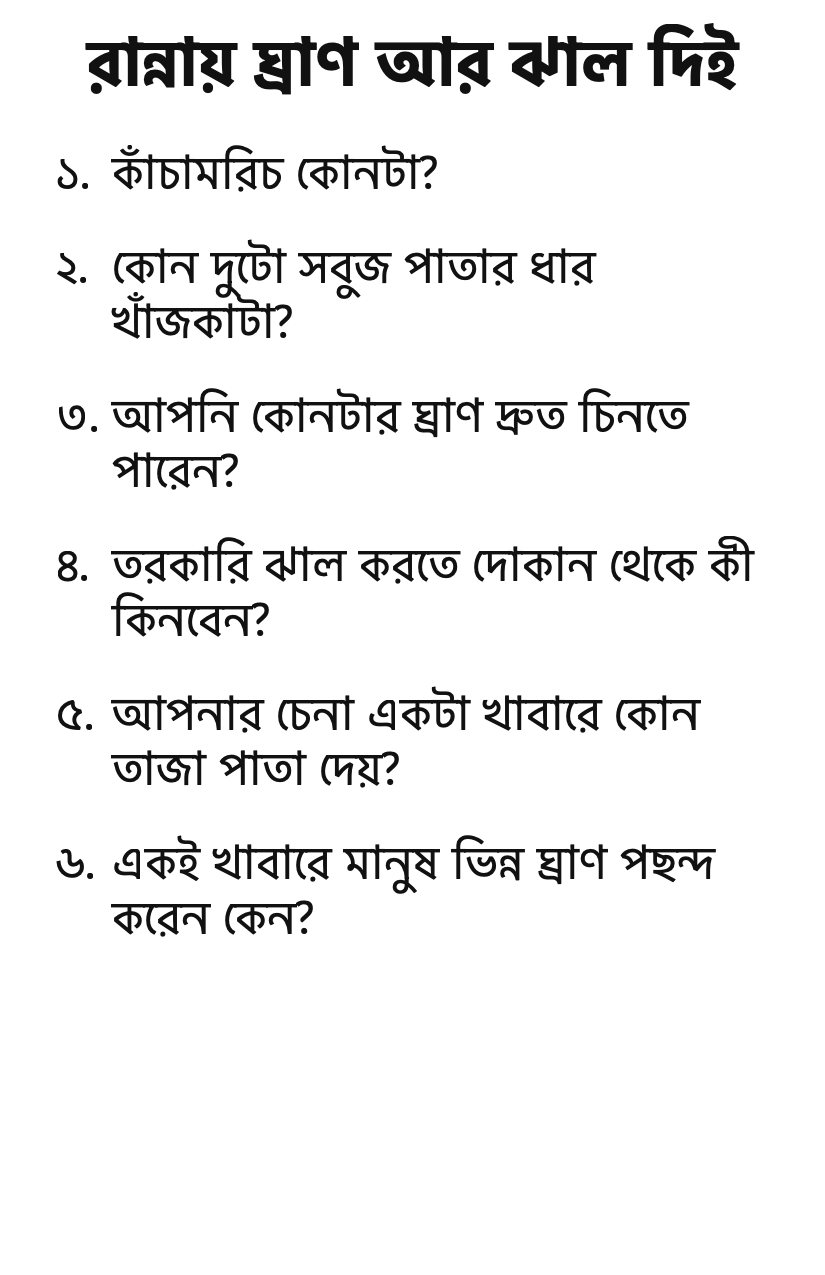 রান্নায় ঘ্রাণ আর ঝাল দিই
১. কাঁচামরিচ কোনটা?
২. কোন দুটো সবুজ পাতার ধার
খাঁজকাটা?
৩. আপনি কোনটার ঘ্রাণ দ্রুত চিনতে
পারেন?
৪. তরকারি ঝাল করতে দোকান থেকে কী
কিনবেন?
৫. আপনার চেনা একটা খাবারে কোন
তাজা পাতা দেয়?
৬. একই খাবারে মানুষ ভিন্ন ঘ্রাণ পছন্দ
করেন কেন?